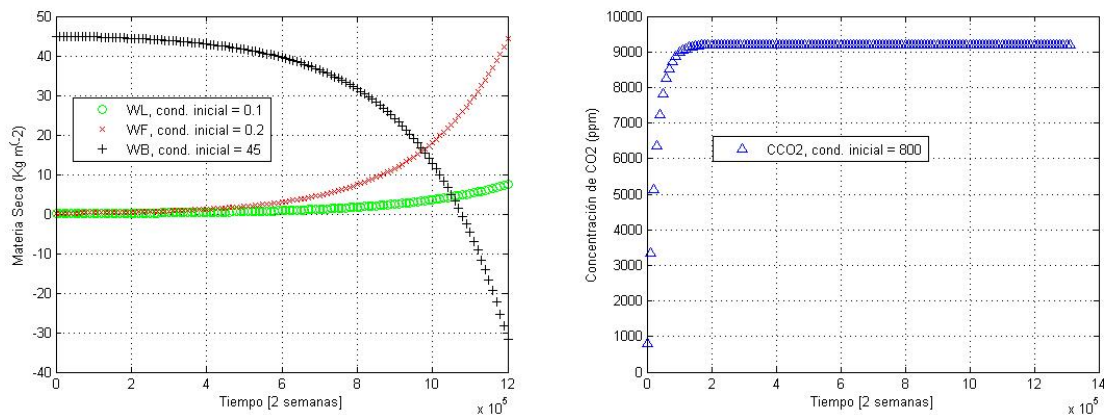 50
40
30
20
10
0
-10
-20
-30
-40
Materia Seca (Kg m(-2)
WL, cond. inicial = 0.1
WF, cond. inicial = 0.2
WB, cond. inicial = 45
0 2 4 6 8 10 12
Tiempo [2 semanas]
x 10^5
10000
9000
8000
7000
6000
5000
4000
3000
2000
1000
0
Concentración de CO2 (ppm)
CCO2, cond. inicial = 800
0 2 4 6 8 10 12 14
Tiempo [2 semanas]
x 10^5